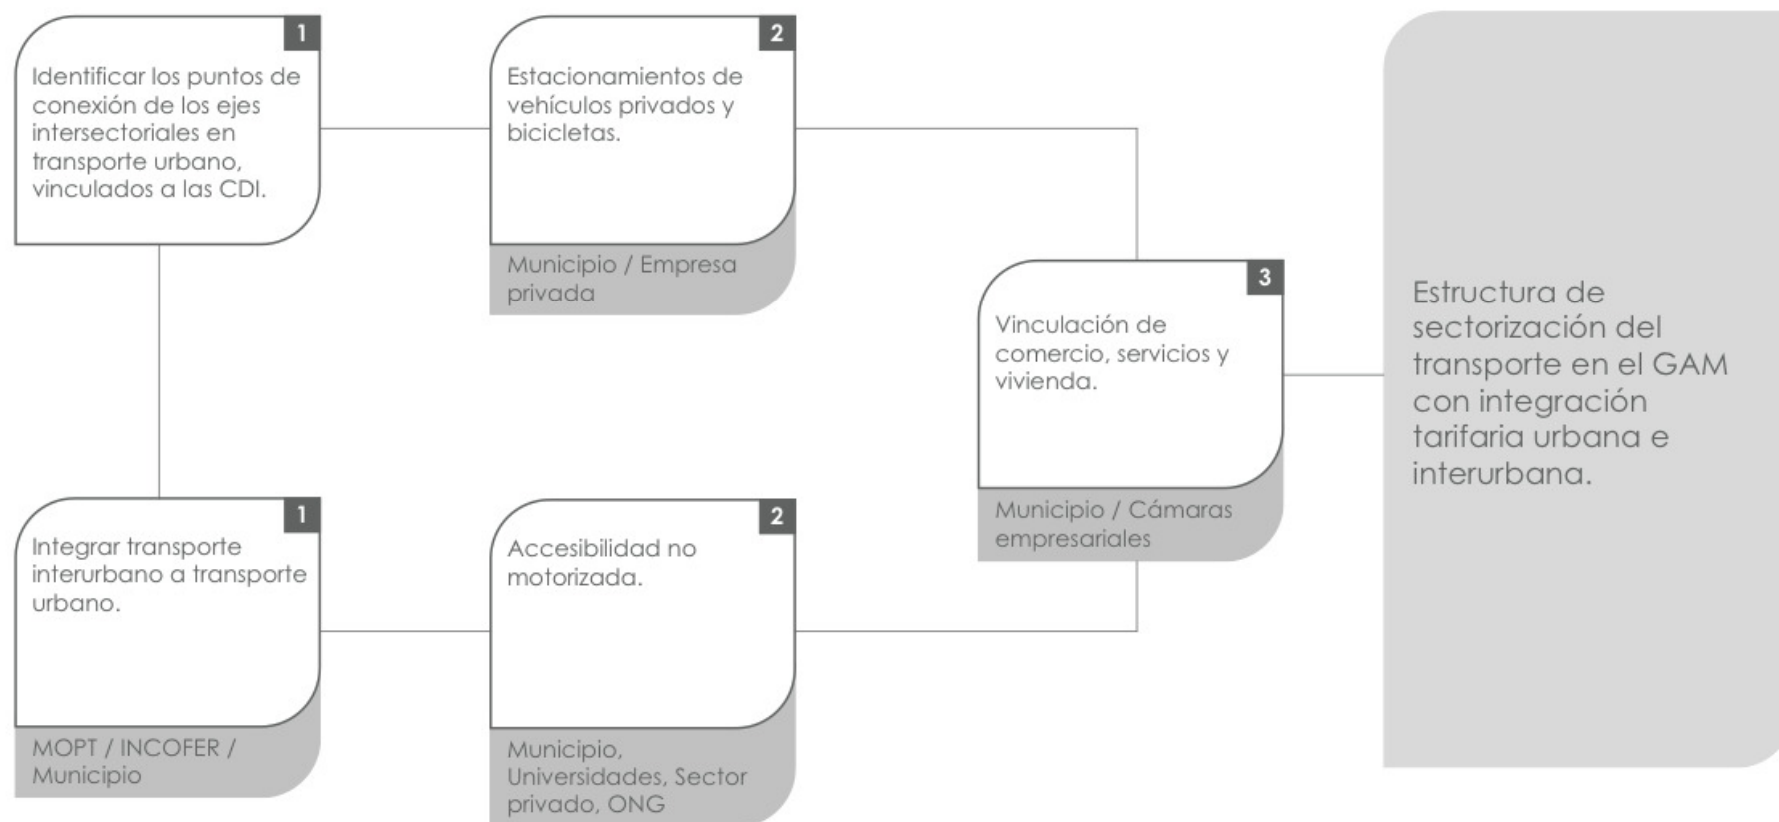 1
Identificar los puntos de
conexión de los ejes
intersectoriales en
transporte urbano,
vinculados a las CDI.
2
Estacionamientos de
vehículos privados y
bicicletas.
Municipio / Empresa
privada
1
Integrar transporte
interurbano a transporte
urbano.
MOPT / INCOFER /
Municipio
2
Accesibilidad no
motorizada.
Municipio,
Universidades, Sector
privado, ONG
3
Vinculación de
comercio, servicios y
vivienda.
Municipio / Cámaras
empresariales
Estructura de
sectorización del
transporte en el GAM
con integración
tarifaria urbana e
interurbana.